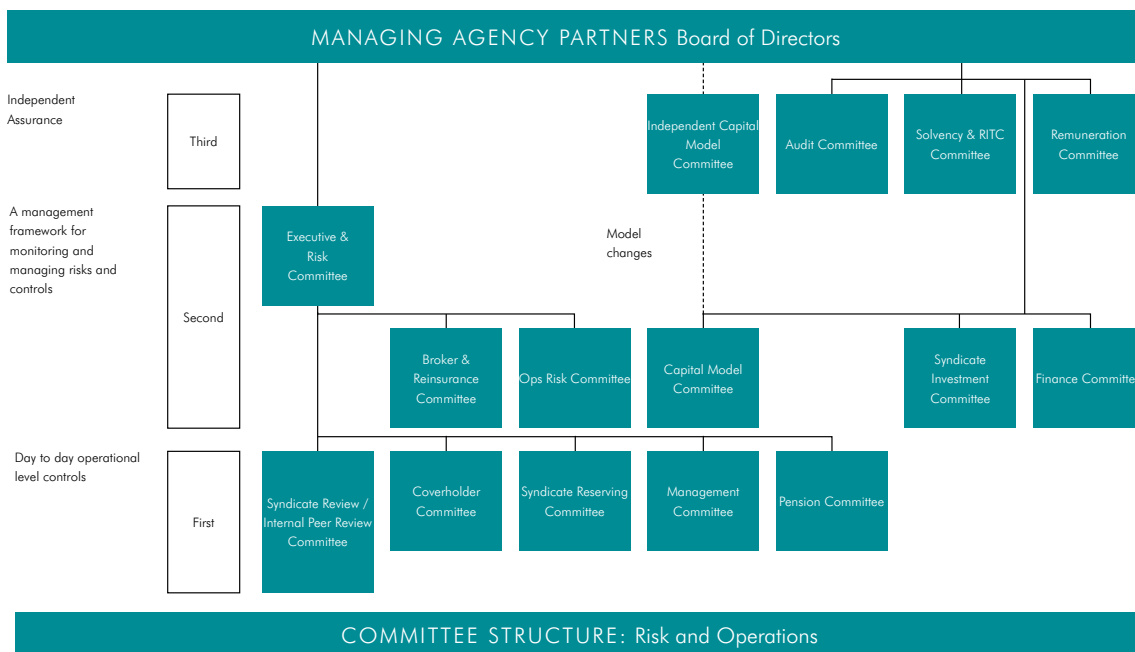 MANAGING AGENCY PARTNERS Board of Directors
Independent
Assurance
Third
Independent Capital
Model
Committee
Audit Committee
Solvency & RITC
Committee
Remuneration
Committee
A management
framework for
monitoring and
managing risks and
controls
Second
Executive &
Risk
Committee
Model
changes
Broker &
Reinsurance
Committee
Ops Risk Committee
Capital Model
Committee
Syndicate
Investment
Committee
Finance Committe
Day to day operational
level controls
First
Syndicate Review /
Internal Peer Review
Committee
Coverholder
Committee
Syndicate Reserving
Committee
Management
Committee
Pension Committee
COMMITTEE STRUCTURE: Risk and Operations